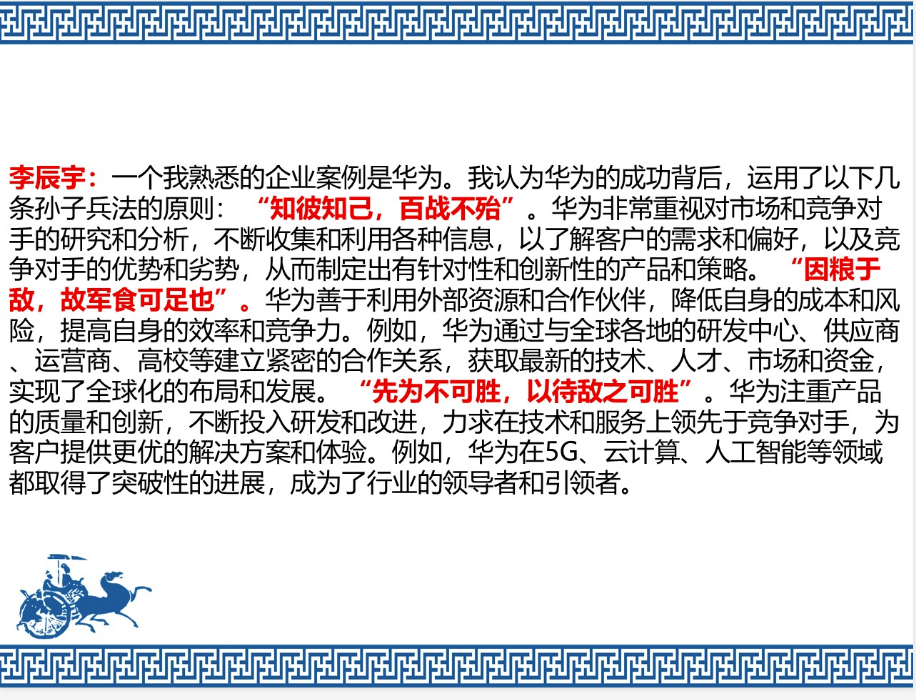 李辰宇：一个我熟悉的企业案例是华为。我认为华为的成功背后，运用了以下几
条孙子兵法的原则： “知彼知己，百战不殆” 。华为非常重视对市场和竞争对
手的研究和分析，不断收集和利用各种信息，以了解客户的需求和偏好，以及竞
争对手的优势和劣势，从而制定出有针对性和创新性的产品和策略。 “因粮于
敌，故军食可足也” 。华为善于利用外部资源和合作伙伴，降低自身的成本和风
险，提高自身的效率和竞争力。例如，华为通过与全球各地的研发中心、供应商
、运营商、高校等建立紧密的合作关系，获取最新的技术、人才、市场和资金，
实现了全球化的布局和发展。 “先为不可胜，以待敌之可胜” 。华为注重产品
的质量和创新，不断投入研发和改进，力求在技术和服务上领先于竞争对手，为
客户提供更优的解决方案和体验。例如，华为在5G、云计算、人工智能等领域
都取得了突破性的进展，成为了行业的领导者和引领者。